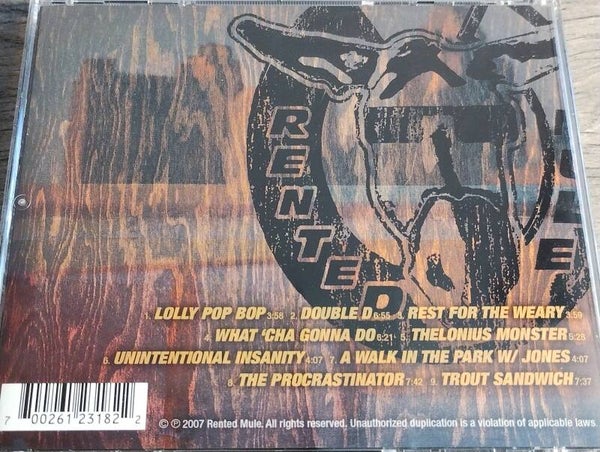 RENTED
E
1. LOLLY POP BOP 3:58 2. DOUBLE D 6:55 3. REST FOR THE WEARY 3:59
4. WHAT 'CHA GONNA DO 6:21 5. THELONIUS MONSTER 6:28
6. UNINTENTIONAL INSANITY 4:07 7. A WALK IN THE PARK W/ JONES 4:07
8. THE PROCRASTINATOR 7:42 9. TROUT SANDWICH 7:37
7 00261 23182 2
© ℗ 2007 Rented Mule. All rights reserved. Unauthorized duplication is a violation of applicable laws.